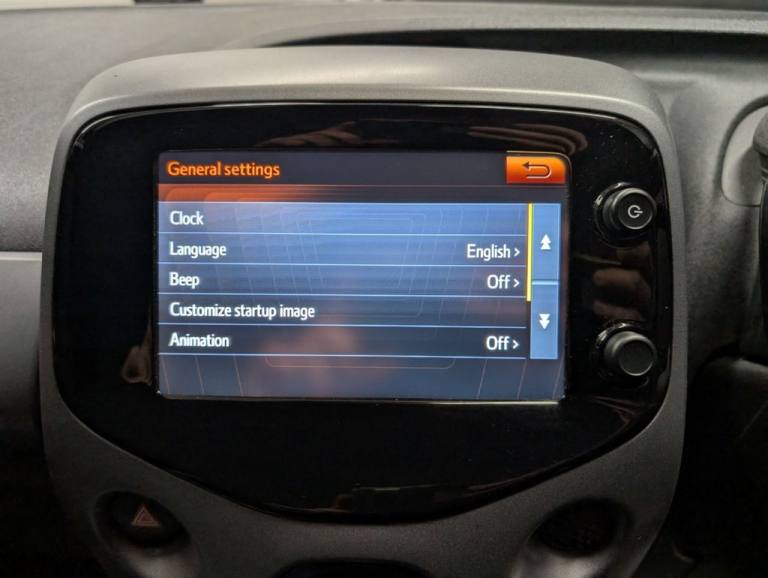 General settings
Clock
Language English >
Beep Off >
Customize startup image
Animation Off >